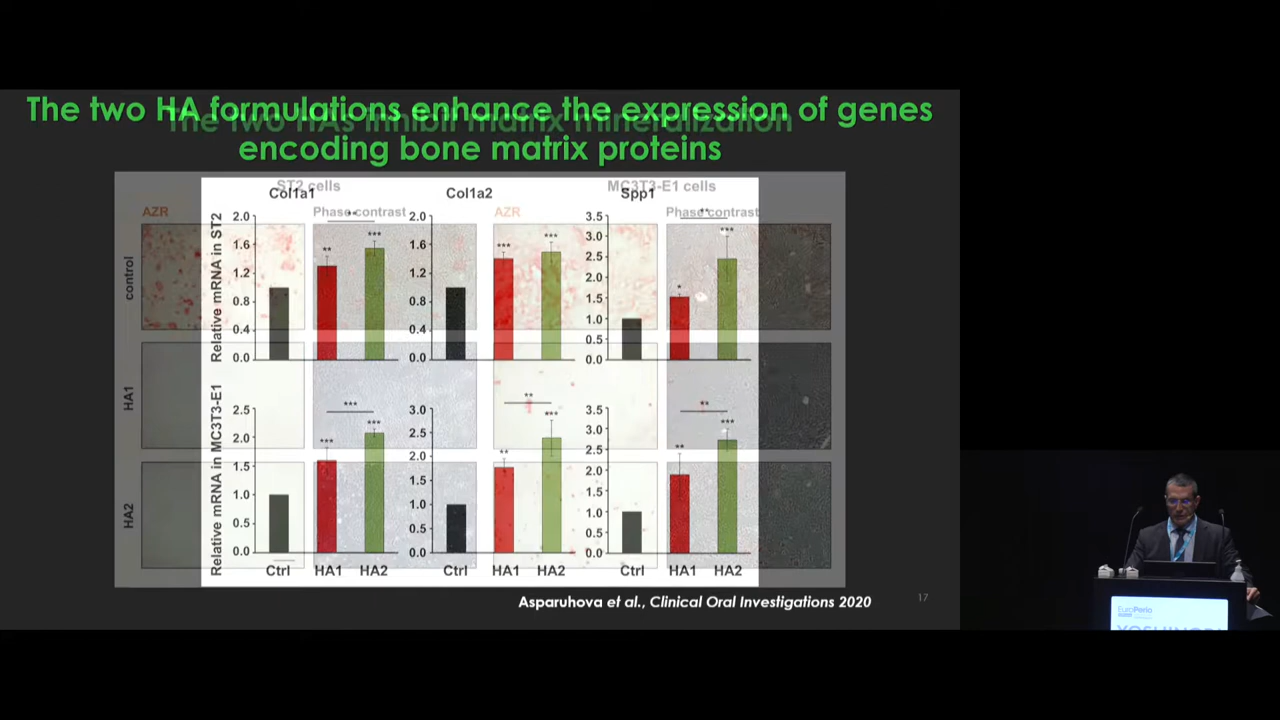 The two HA formulations enhance the expression of genes
The two HAs inhibit matrix mineralization
encoding bone matrix proteins
ST2 cells
MC3T3-E1 cells
Col1a1
Col1a2
Spp1
AZR
Phase contrast
AZR
Phase contrast
control
HA1
HA2
Relative mRNA in ST2
2.0
1.6
1.2
0.8
0.4
0.0
**
***
**
2.0
1.6
1.2
0.8
0.4
0.0
***
***
3.5
3.0
2.5
2.0
1.5
1.0
0.5
0.0
*
***
**
Relative mRNA in MC3T3-E1
2.5
2.0
1.5
1.0
0.5
0.0
***
***
***
3.0
2.5
2.0
1.5
1.0
0.5
0.0
**
***
**
3.5
3.0
2.5
2.0
1.5
1.0
0.5
0.0
**
***
**
Ctrl HA1 HA2
Ctrl HA1 HA2
Ctrl HA1 HA2
Asparuhova et al., Clinical Oral Investigations 2020
17
EuroPerio
YOSHINORI